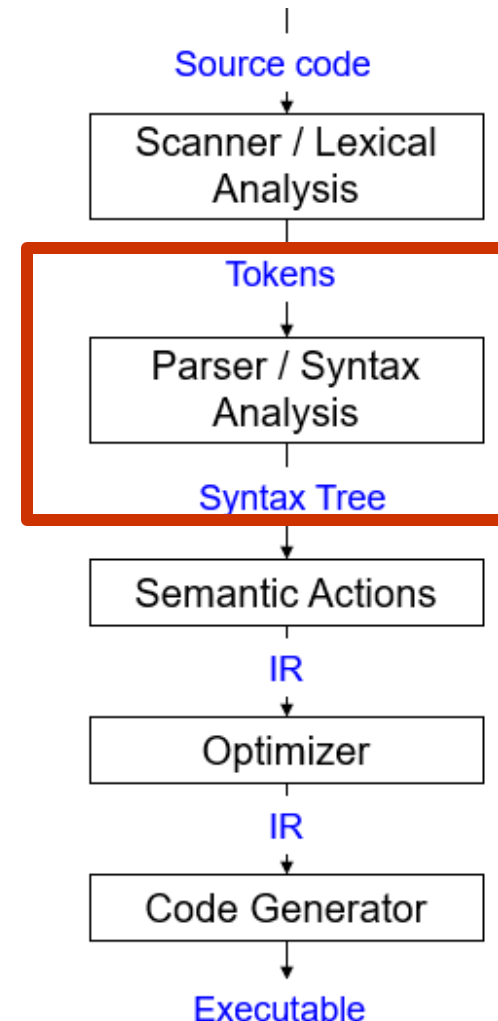 Source code
Scanner / Lexical
Analysis
Tokens
Parser / Syntax
Analysis
Syntax Tree
Semantic Actions
IR
Optimizer
IR
Code Generator
Executable